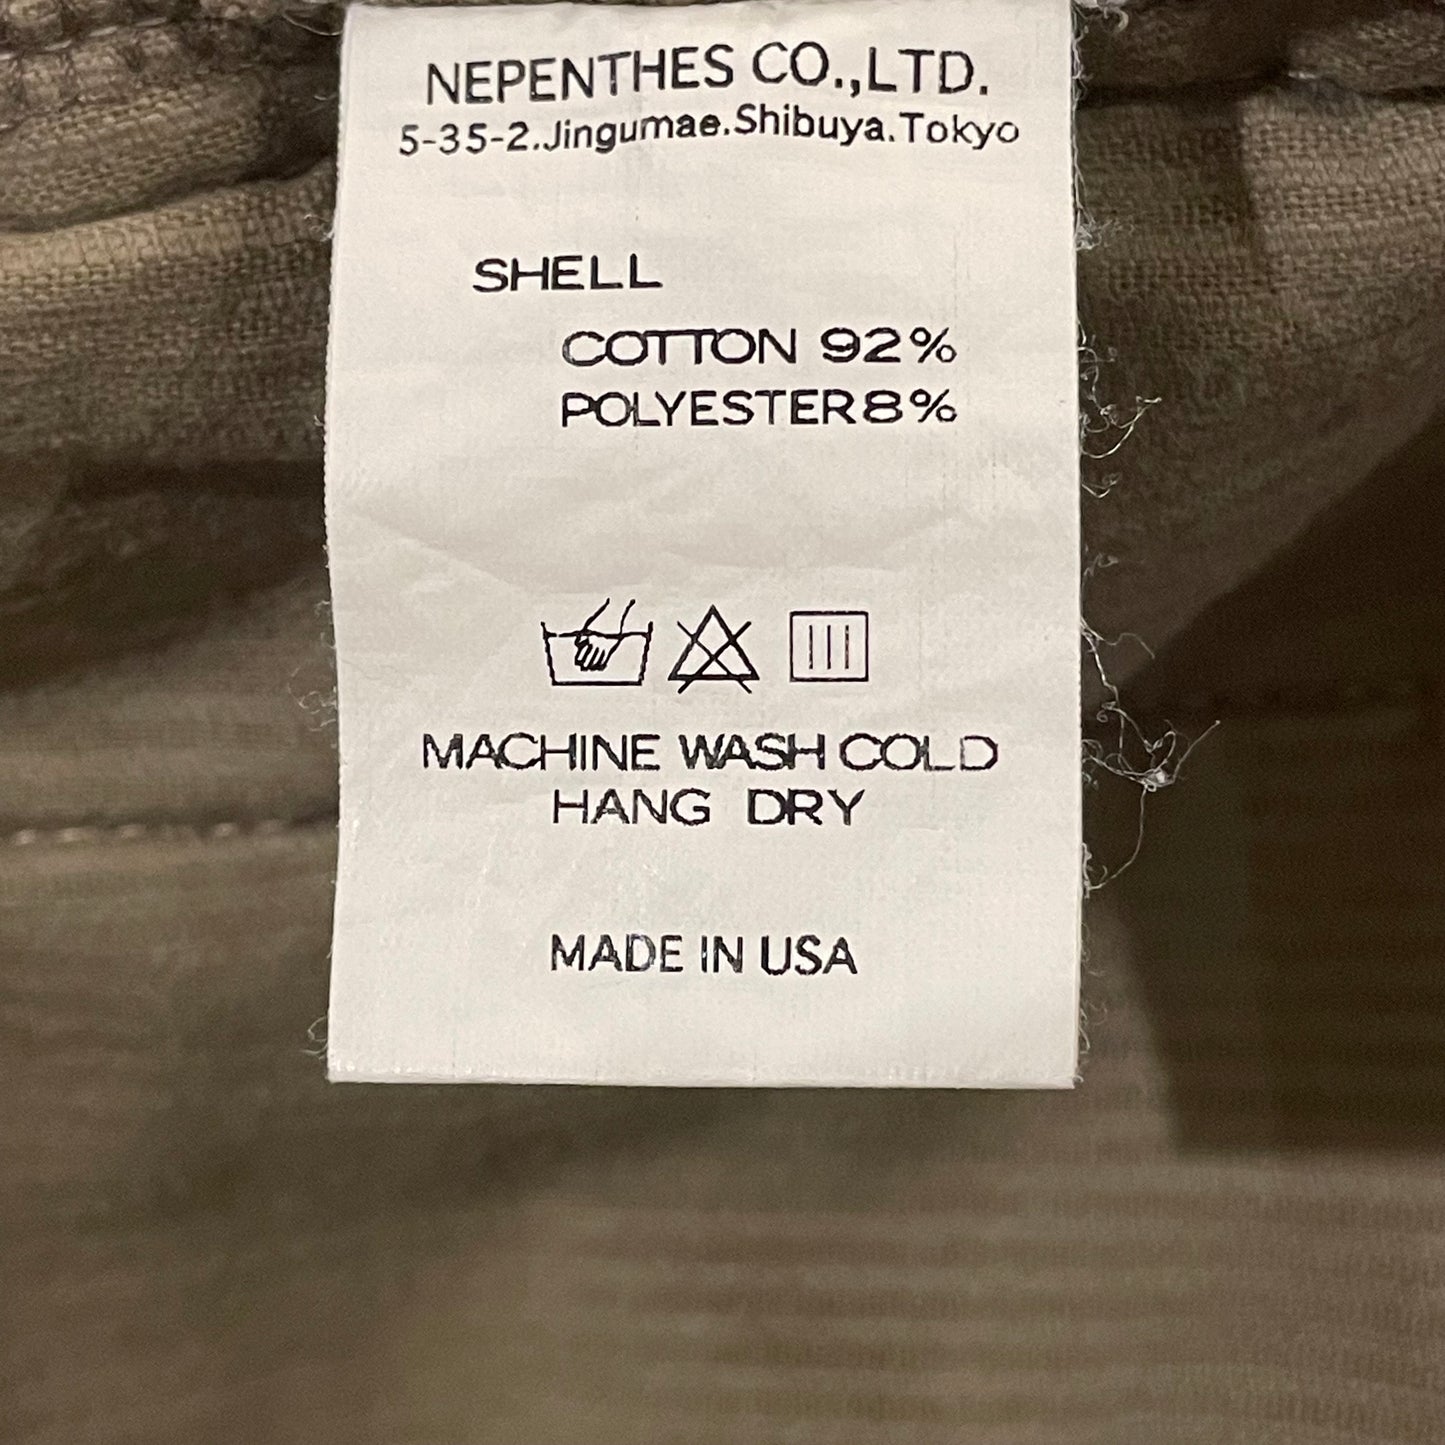 NEPENTHES CO.,LTD.
5-35-2.Jingumae.Shibuya.Tokyo
SHELL
COTTON 92%
POLYESTER8%
MACHINE WASH COLD
HANG DRY
MADE IN USA